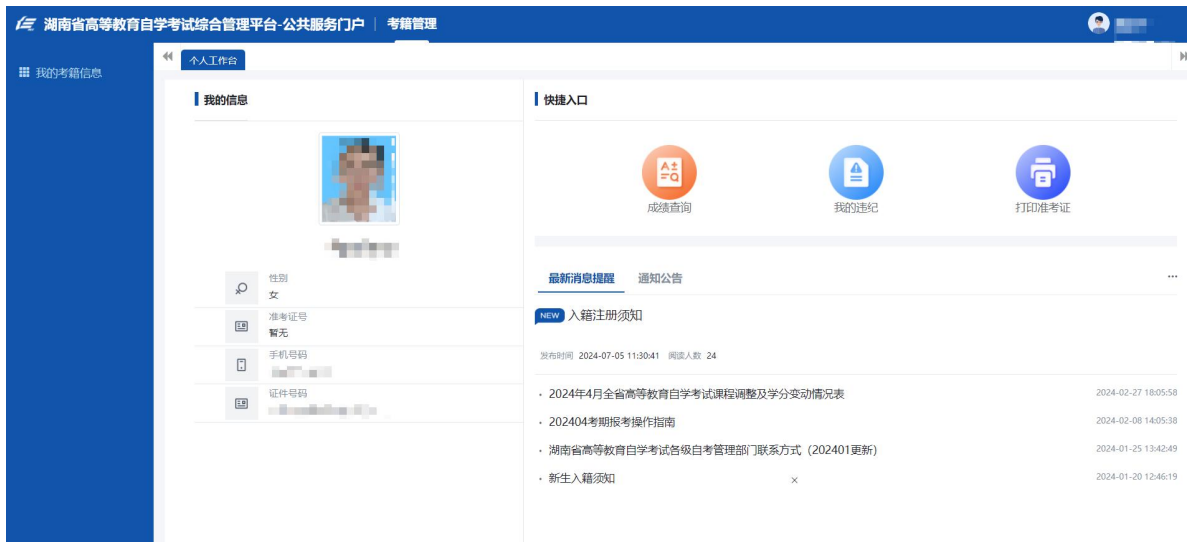 湖南省高等教育自学考试综合管理平台-公共服务门户 | 考籍管理
我的考籍信息
个人工作台
我的信息
性别
女
准考证号
暂无
手机号码
证件号码
快捷入口
成绩查询
我的违纪
打印准考证
最新消息提醒 通知公告 ...
NEW 入籍注册须知
发布时间 2024-07-05 11:30:41 阅读人数 24
· 2024年4月全省高等教育自学考试课程调整及学分变动情况表 2024-02-27 18:05:58
· 202404考期报考操作指南 2024-02-08 14:05:38
· 湖南省高等教育自学考试各级自考管理部门联系方式（202401更新） 2024-01-25 13:42:49
· 新生入籍须知 2024-01-20 12:46:19